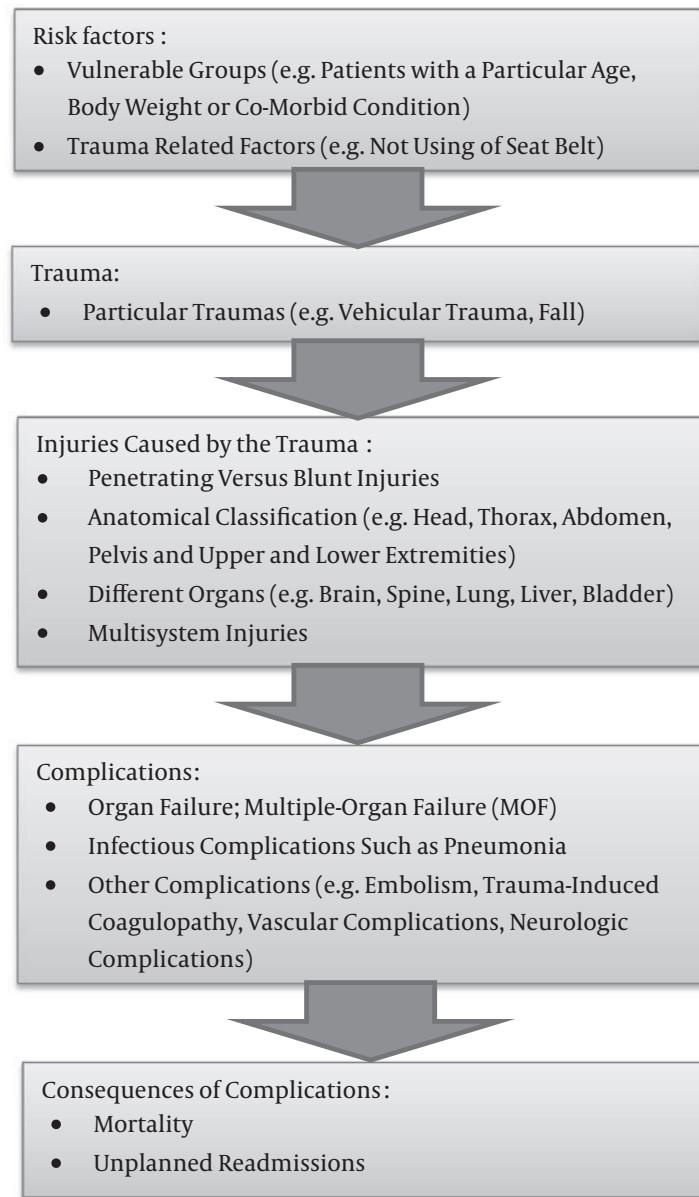 Risk factors :
• Vulnerable Groups (e.g. Patients with a Particular Age,
Body Weight or Co-Morbid Condition)
• Trauma Related Factors (e.g. Not Using of Seat Belt)
Trauma:
• Particular Traumas (e.g. Vehicular Trauma, Fall)
Injuries Caused by the Trauma :
• Penetrating Versus Blunt Injuries
• Anatomical Classification (e.g. Head, Thorax, Abdomen,
Pelvis and Upper and Lower Extremities)
• Different Organs (e.g. Brain, Spine, Lung, Liver, Bladder)
• Multisystem Injuries
Complications:
• Organ Failure; Multiple-Organ Failure (MOF)
• Infectious Complications Such as Pneumonia
• Other Complications (e.g. Embolism, Trauma-Induced
Coagulopathy, Vascular Complications, Neurologic
Complications)
Consequences of Complications:
• Mortality
• Unplanned Readmissions